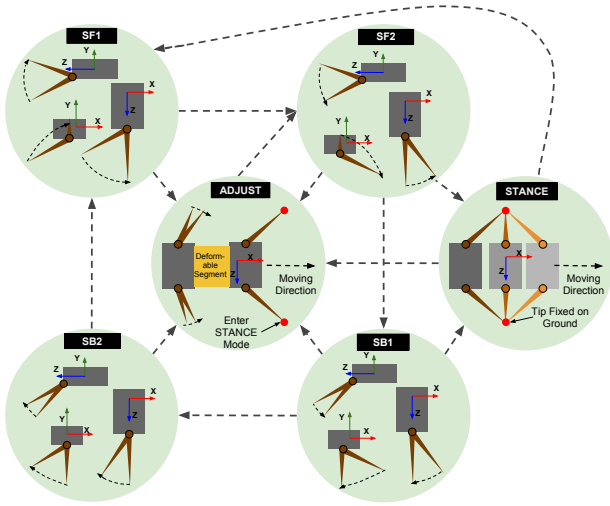 SF1
Y
Z
X
Z
Y
X
SF2
Y
Z
X
Z
Y
X
ADJUST
Deform-
able
Segment
X
Z
Moving
Direction
Enter
STANCE
Mode
STANCE
X
Z
Moving
Direction
Tip Fixed on
Ground
SB2
Y
Z
X
Z
Y
X
SB1
Y
Z
X
Z
Y
X